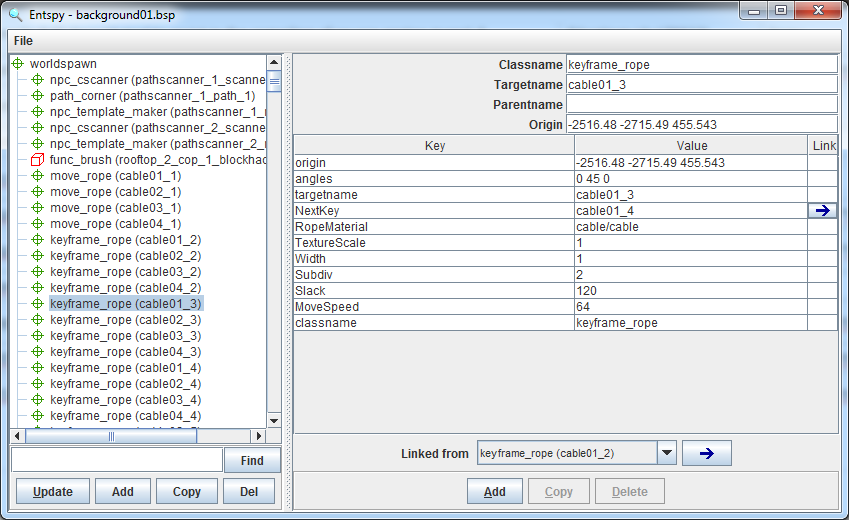 Entspy - background01.bsp
File
worldspawn
npc_cscanner (pathscanner_1_scanne
path_corner (pathscanner_1_path_1)
npc_template_maker (pathscanner_1_
npc_cscanner (pathscanner_2_scanne
npc_template_maker (pathscanner_2_
func_brush (rooftop_2_cop_1_blockhac
move_rope (cable01_1)
move_rope (cable02_1)
move_rope (cable03_1)
move_rope (cable04_1)
keyframe_rope (cable01_2)
keyframe_rope (cable02_2)
keyframe_rope (cable03_2)
keyframe_rope (cable04_2)
keyframe_rope (cable01_3)
keyframe_rope (cable02_3)
keyframe_rope (cable03_3)
keyframe_rope (cable04_3)
keyframe_rope (cable01_4)
keyframe_rope (cable02_4)
keyframe_rope (cable03_4)
keyframe_rope (cable04_4)
Find
Update Add Copy Del
Classname keyframe_rope
Targetname cable01_3
Parentname
Origin -2516.48 -2715.49 455.543
Key Value Link
origin -2516.48 -2715.49 455.543
angles 0 45 0
targetname cable01_3
NextKey cable01_4
RopeMaterial cable/cable
TextureScale 1
Width 1
Subdiv 2
Slack 120
MoveSpeed 64
classname keyframe_rope
Linked from keyframe_rope (cable01_2)
Add Copy Delete